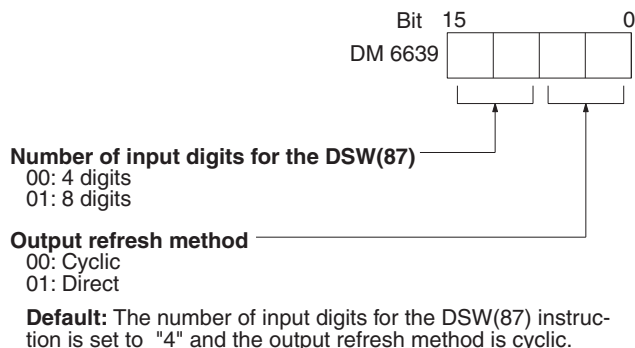 Bit 15 0
DM 6639
Number of input digits for the DSW(87)
00: 4 digits
01: 8 digits
Output refresh method
00: Cyclic
01: Direct
Default: The number of input digits for the DSW(87) instruc-
tion is set to "4" and the output refresh method is cyclic.